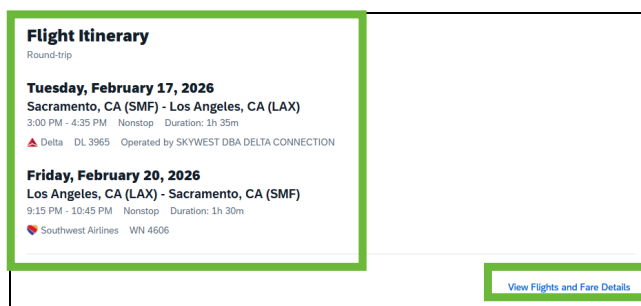 Flight Itinerary
Round-trip
Tuesday, February 17, 2026
Sacramento, CA (SMF) - Los Angeles, CA (LAX)
3:00 PM - 4:35 PM Nonstop Duration: 1h 35m
Delta DL 3965 Operated by SKYWEST DBA DELTA CONNECTION
Friday, February 20, 2026
Los Angeles, CA (LAX) - Sacramento, CA (SMF)
9:15 PM - 10:45 PM Nonstop Duration: 1h 30m
Southwest Airlines WN 4606
View Flights and Fare Details